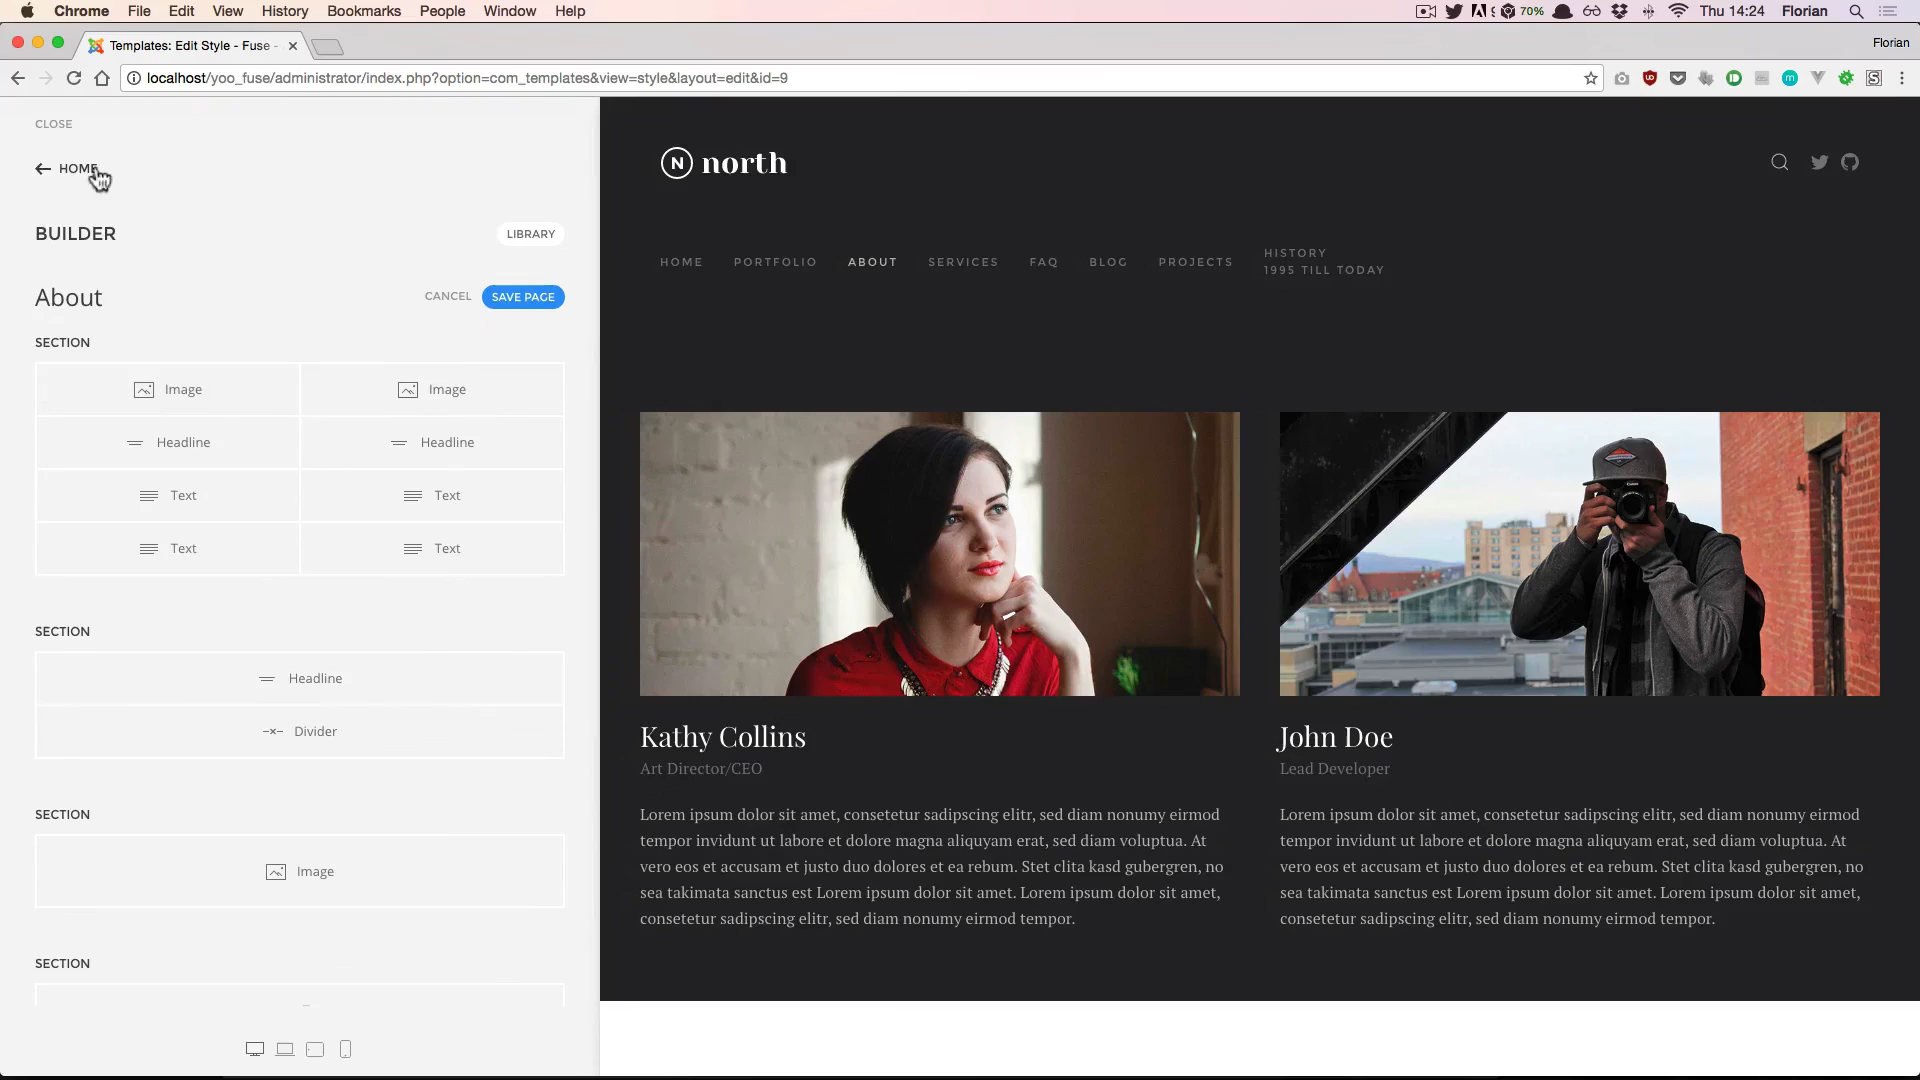 Chrome File Edit View History Bookmarks People Window Help
70% Thu 14:24 Florian
Templates: Edit Style - Fuse -
Florian
localhost/yoo_fuse/administrator/index.php?option=com_templates&view=style&layout=edit&id=9
CLOSE
HOME
BUILDER
LIBRARY
About
CANCEL
SAVE PAGE
SECTION
Image Image
Headline Headline
Text Text
Text Text
SECTION
Headline
Divider
SECTION
Image
SECTION
N north
HOME PORTFOLIO ABOUT SERVICES FAQ BLOG PROJECTS HISTORY
1995 TILL TODAY
Kathy Collins
Art Director/CEO
Lorem ipsum dolor sit amet, consetetur sadipscing elitr, sed diam nonumy eirmod
tempor invidunt ut labore et dolore magna aliquyam erat, sed diam voluptua. At
vero eos et accusam et justo duo dolores et ea rebum. Stet clita kasd gubergren, no
sea takimata sanctus est Lorem ipsum dolor sit amet. Lorem ipsum dolor sit amet,
consetetur sadipscing elitr, sed diam nonumy eirmod tempor.
John Doe
Lead Developer
Lorem ipsum dolor sit amet, consetetur sadipscing elitr, sed diam nonumy eirmod
tempor invidunt ut labore et dolore magna aliquyam erat, sed diam voluptua. At
vero eos et accusam et justo duo dolores et ea rebum. Stet clita kasd gubergren, no
sea takimata sanctus est Lorem ipsum dolor sit amet. Lorem ipsum dolor sit amet,
consetetur sadipscing elitr, sed diam nonumy eirmod tempor.